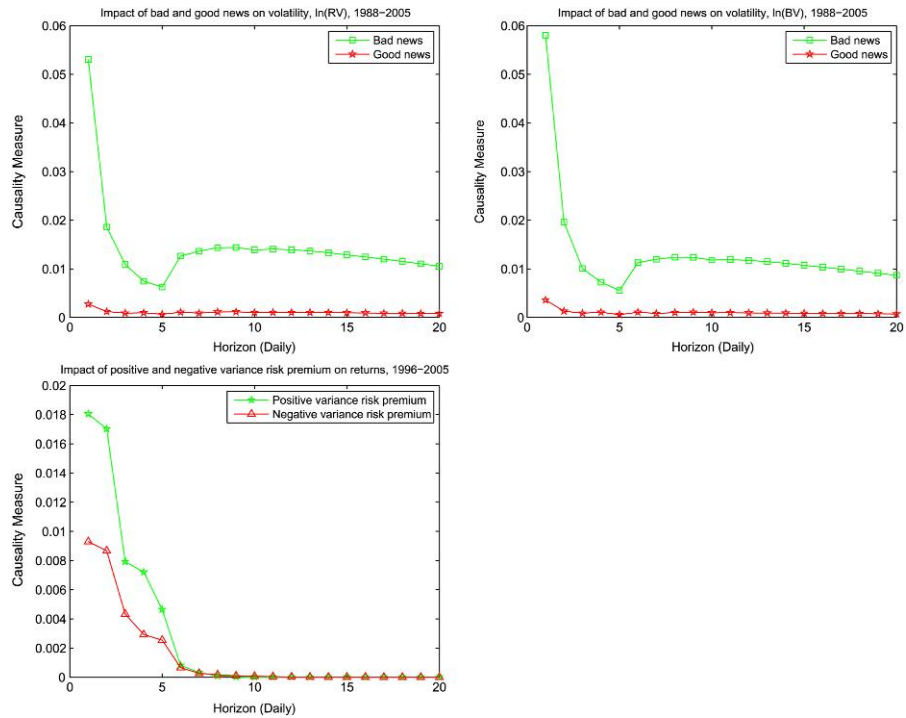 Impact of bad and good news on volatility, ln(RV), 1988−2005
0.06
0.05
0.04
0.03
0.02
0.01
0
Causality Measure
Bad news
Good news
0
5
10
15
20
Horizon (Daily)
Impact of bad and good news on volatility, ln(BV), 1988−2005
0.06
0.05
0.04
0.03
0.02
0.01
0
Causality Measure
Bad news
Good news
0
5
10
15
20
Horizon (Daily)
Impact of positive and negative variance risk premium on returns, 1996−2005
0.02
0.018
0.016
0.014
0.012
0.01
0.008
0.006
0.004
0.002
0
Causality Measure
Positive variance risk premium
Negative variance risk premium
0
5
10
15
20
Horizon (Daily)